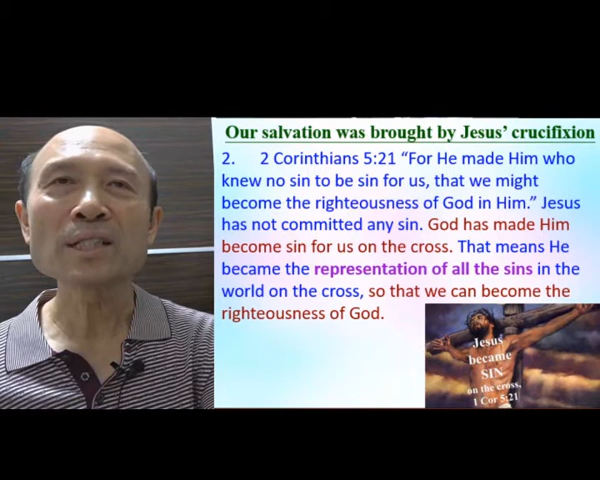 Our salvation was brought by Jesus' crucifixion
2. 2 Corinthians 5:21 “For He made Him who
knew no sin to be sin for us, that we might
become the righteousness of God in Him.” Jesus
has not committed any sin. God has made Him
become sin for us on the cross. That means He
became the representation of all the sins in the
world on the cross, so that we can become the
righteousness of God.
Jesus
became
SIN
on the cross,
1 Cor 5:21